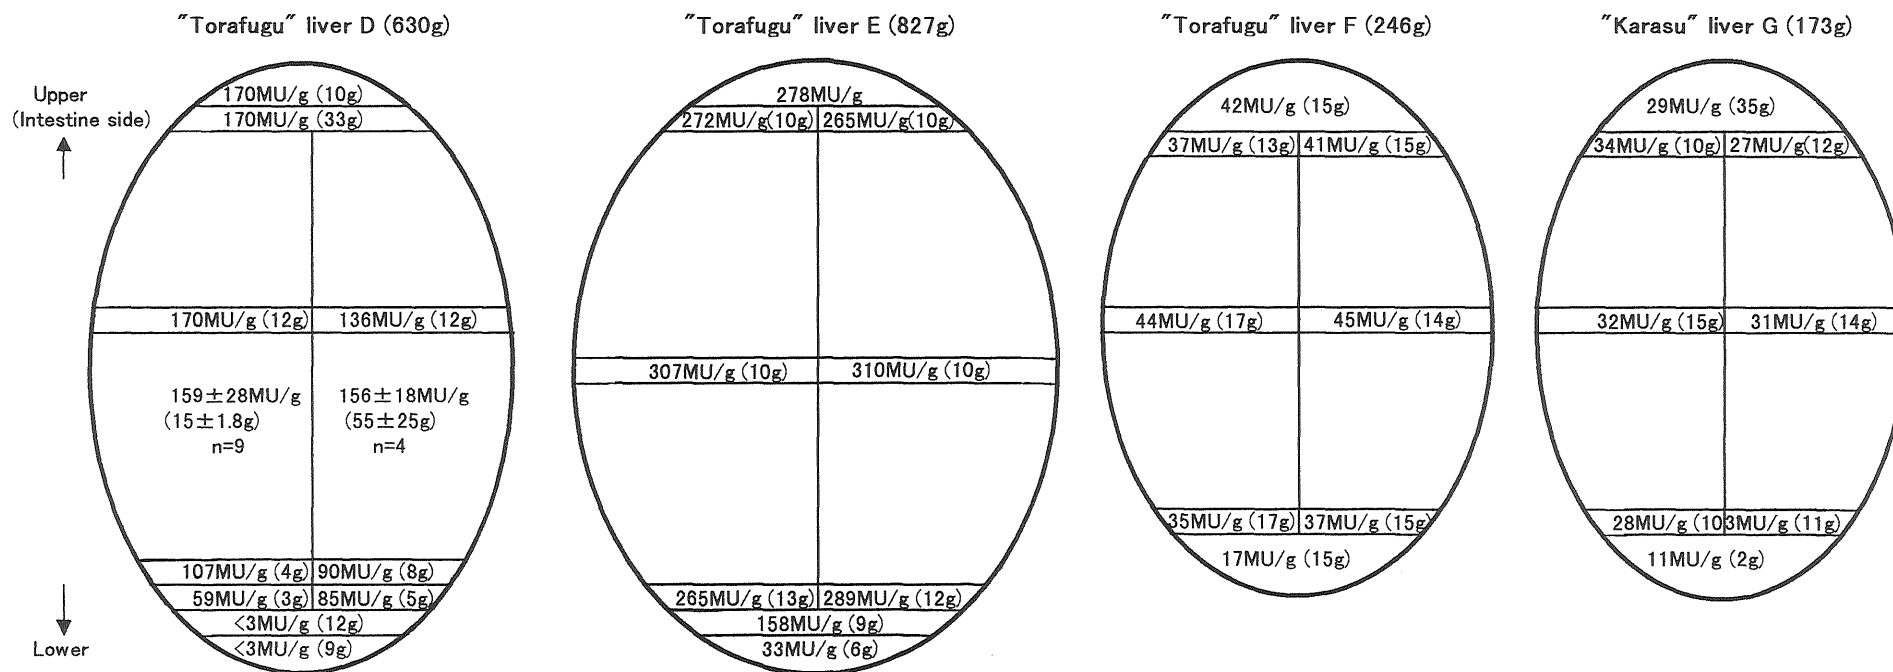 "Torafugu" liver D (630g)
"Torafugu" liver E (827g)
"Torafugu" liver F (246g)
"Karasu" liver G (173g)
Upper
(Intestine side)
Lower
170MU/g (10g)
170MU/g (33g)
170MU/g (12g)
136MU/g (12g)
159±28MU/g
(15±1.8g)
n=9
156±18MU/g
(55±25g)
n=4
107MU/g (4g)
90MU/g (8g)
59MU/g (3g)
85MU/g (5g)
<3MU/g (12g)
<3MU/g (9g)
278MU/g
272MU/g(10g)
265MU/g(10g)
307MU/g (10g)
310MU/g (10g)
265MU/g (13g)
289MU/g (12g)
158MU/g (9g)
33MU/g (6g)
42MU/g (15g)
37MU/g (13g)
41MU/g (15g)
44MU/g (17g)
45MU/g (14g)
35MU/g (17g)
37MU/g (15g)
17MU/g (15g)
29MU/g (35g)
34MU/g (10g)
27MU/g(12g)
32MU/g (15g)
31MU/g (14g)
28MU/g (10
3MU/g (11g)
11MU/g (2g)